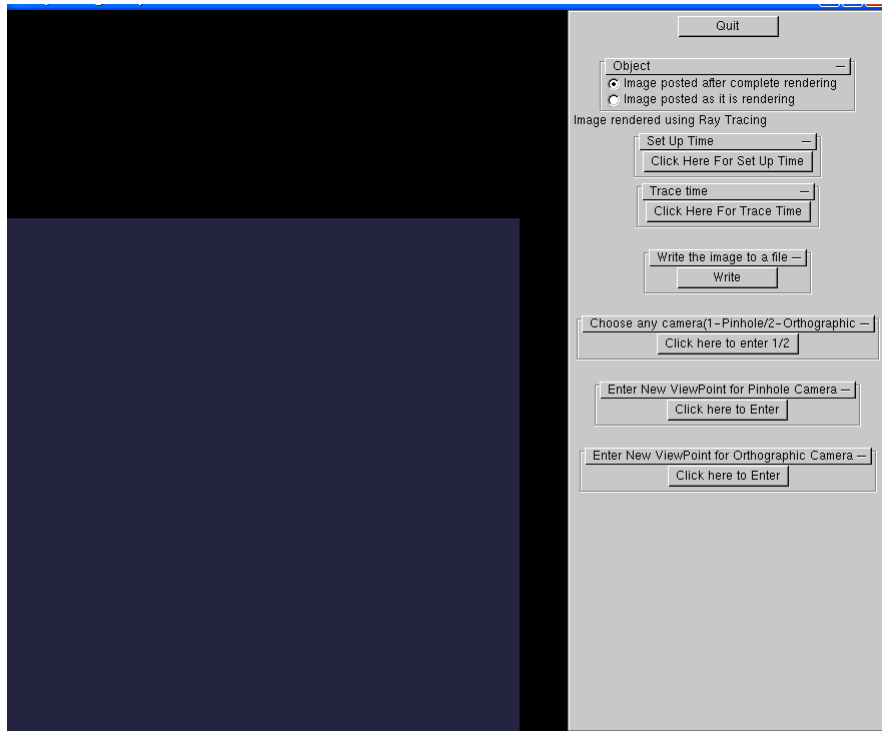 Quit
Object
Image posted after complete rendering
Image posted as it is rendering
Image rendered using Ray Tracing
Set Up Time
Click Here For Set Up Time
Trace time
Click Here For Trace Time
Write the image to a file
Write
Choose any camera(1-Pinhole/2-Orthographic
Click here to enter 1/2
Enter New ViewPoint for Pinhole Camera
Click here to Enter
Enter New ViewPoint for Orthographic Camera
Click here to Enter